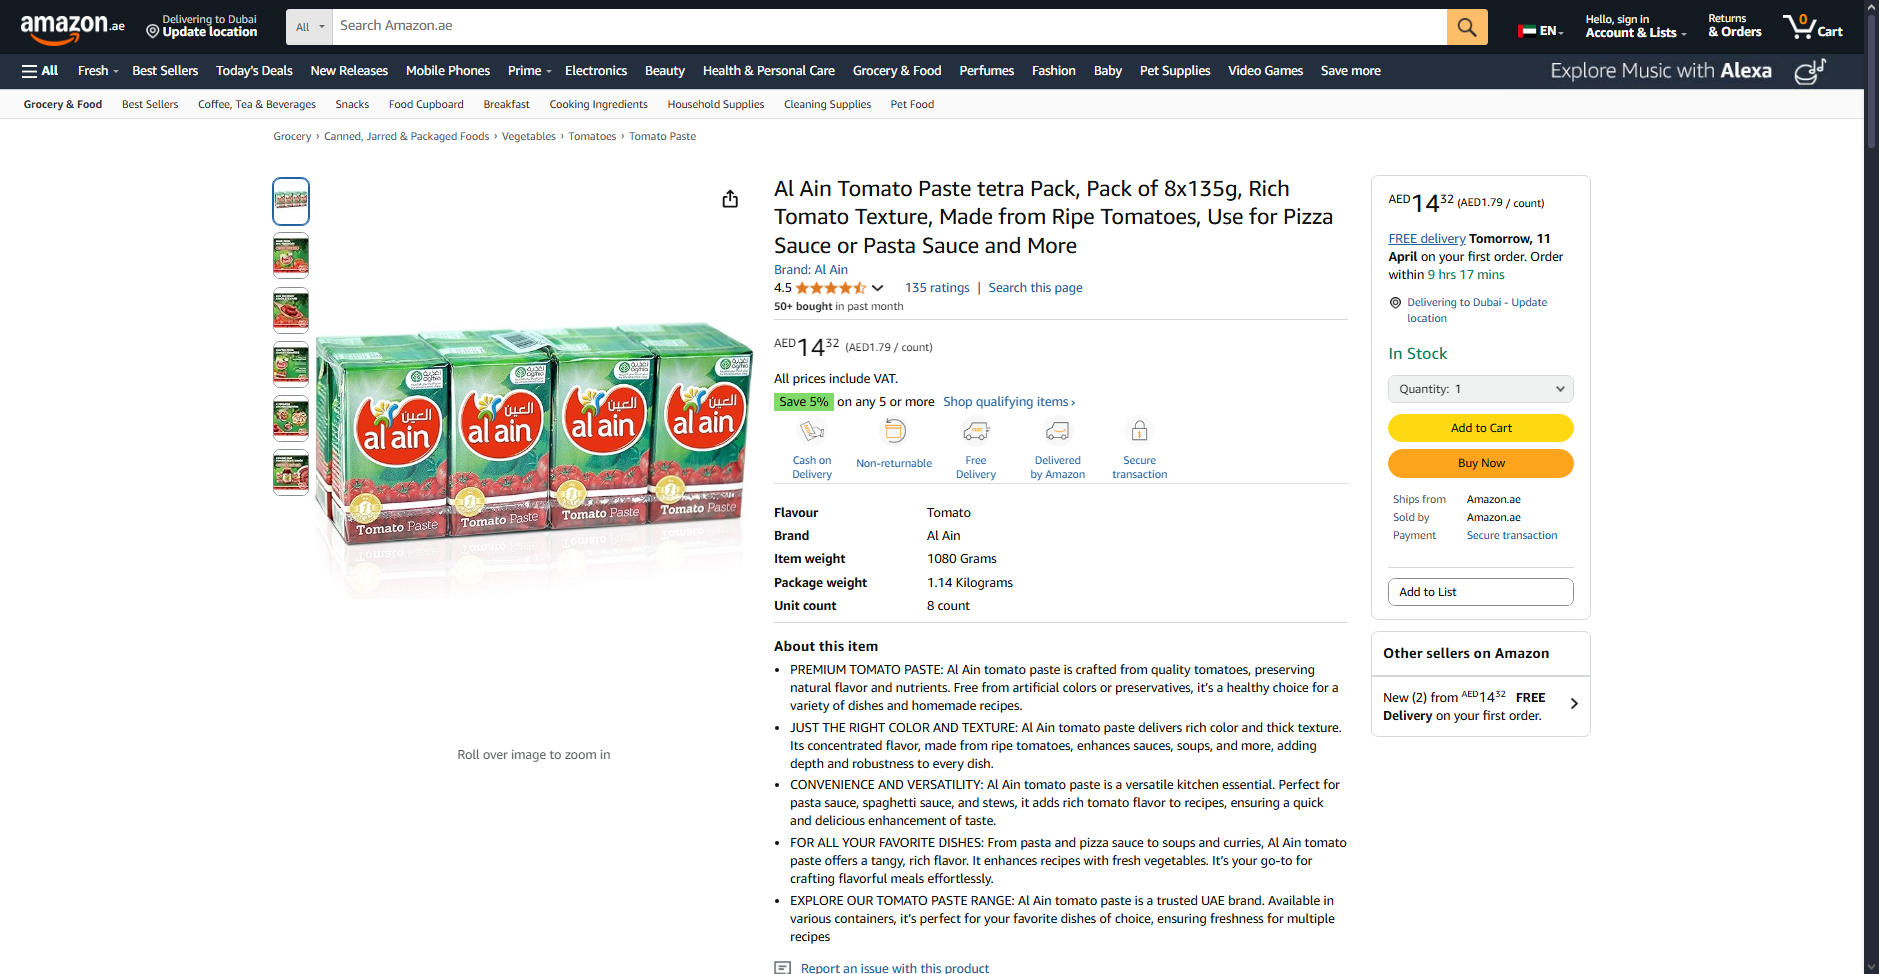 amazon.ae
Delivering to Dubai
Update location
All
Search Amazon.ae
EN
Hello, sign in
Account & Lists
Returns
& Orders
0
Cart
All
Fresh
Best Sellers
Today's Deals
New Releases
Mobile Phones
Prime
Electronics
Beauty
Health & Personal Care
Grocery & Food
Perfumes
Fashion
Baby
Pet Supplies
Video Games
Save more
Explore Music with Alexa
Grocery & Food
Best Sellers
Coffee, Tea & Beverages
Snacks
Food Cupboard
Breakfast
Cooking Ingredients
Household Supplies
Cleaning Supplies
Pet Food
Grocery › Canned, Jarred & Packaged Foods › Vegetables › Tomatoes › Tomato Paste
العين العين العين العين
al ain al ain al ain al ain
Tomato Paste Tomato Paste Tomato Paste Tomato Paste
Roll over image to zoom in
Al Ain Tomato Paste tetra Pack, Pack of 8x135g, Rich
Tomato Texture, Made from Ripe Tomatoes, Use for Pizza
Sauce or Pasta Sauce and More
Brand: Al Ain
4.5 135 ratings | Search this page
50+ bought in past month
AED14 32 (AED1.79 / count)
All prices include VAT.
Save 5% on any 5 or more Shop qualifying items ›
Cash on
Delivery
Non-returnable
Free
Delivery
Delivered
by Amazon
Secure
transaction
Flavour Tomato
Brand Al Ain
Item weight 1080 Grams
Package weight 1.14 Kilograms
Unit count 8 count
About this item
• PREMIUM TOMATO PASTE: Al Ain tomato paste is crafted from quality tomatoes, preserving
natural flavor and nutrients. Free from artificial colors or preservatives, it’s a healthy choice for a
variety of dishes and homemade recipes.
• JUST THE RIGHT COLOR AND TEXTURE: Al Ain tomato paste delivers rich color and thick texture.
Its concentrated flavor, made from ripe tomatoes, enhances sauces, soups, and more, adding
depth and robustness to every dish.
• CONVENIENCE AND VERSATILITY: Al Ain tomato paste is a versatile kitchen essential. Perfect for
pasta sauce, spaghetti sauce, and stews, it adds rich tomato flavor to recipes, ensuring a quick
and delicious enhancement of taste.
• FOR ALL YOUR FAVORITE DISHES: From pasta and pizza sauce to soups and curries, Al Ain tomato
paste offers a tangy, rich flavor. It enhances recipes with fresh vegetables. It’s your go-to for
crafting flavorful meals effortlessly.
• EXPLORE OUR TOMATO PASTE RANGE: Al Ain tomato paste is a trusted UAE brand. Available in
various containers, it’s perfect for your favorite dishes of choice, ensuring freshness for multiple
recipes
Report an issue with this product
AED14 32 (AED1.79 / count)
FREE delivery Tomorrow, 11
April on your first order. Order
within 9 hrs 17 mins
Delivering to Dubai - Update
location
In Stock
Quantity: 1
Add to Cart
Buy Now
Ships from Amazon.ae
Sold by Amazon.ae
Payment Secure transaction
Add to List
Other sellers on Amazon
New (2) from AED14 32 FREE
Delivery on your first order.